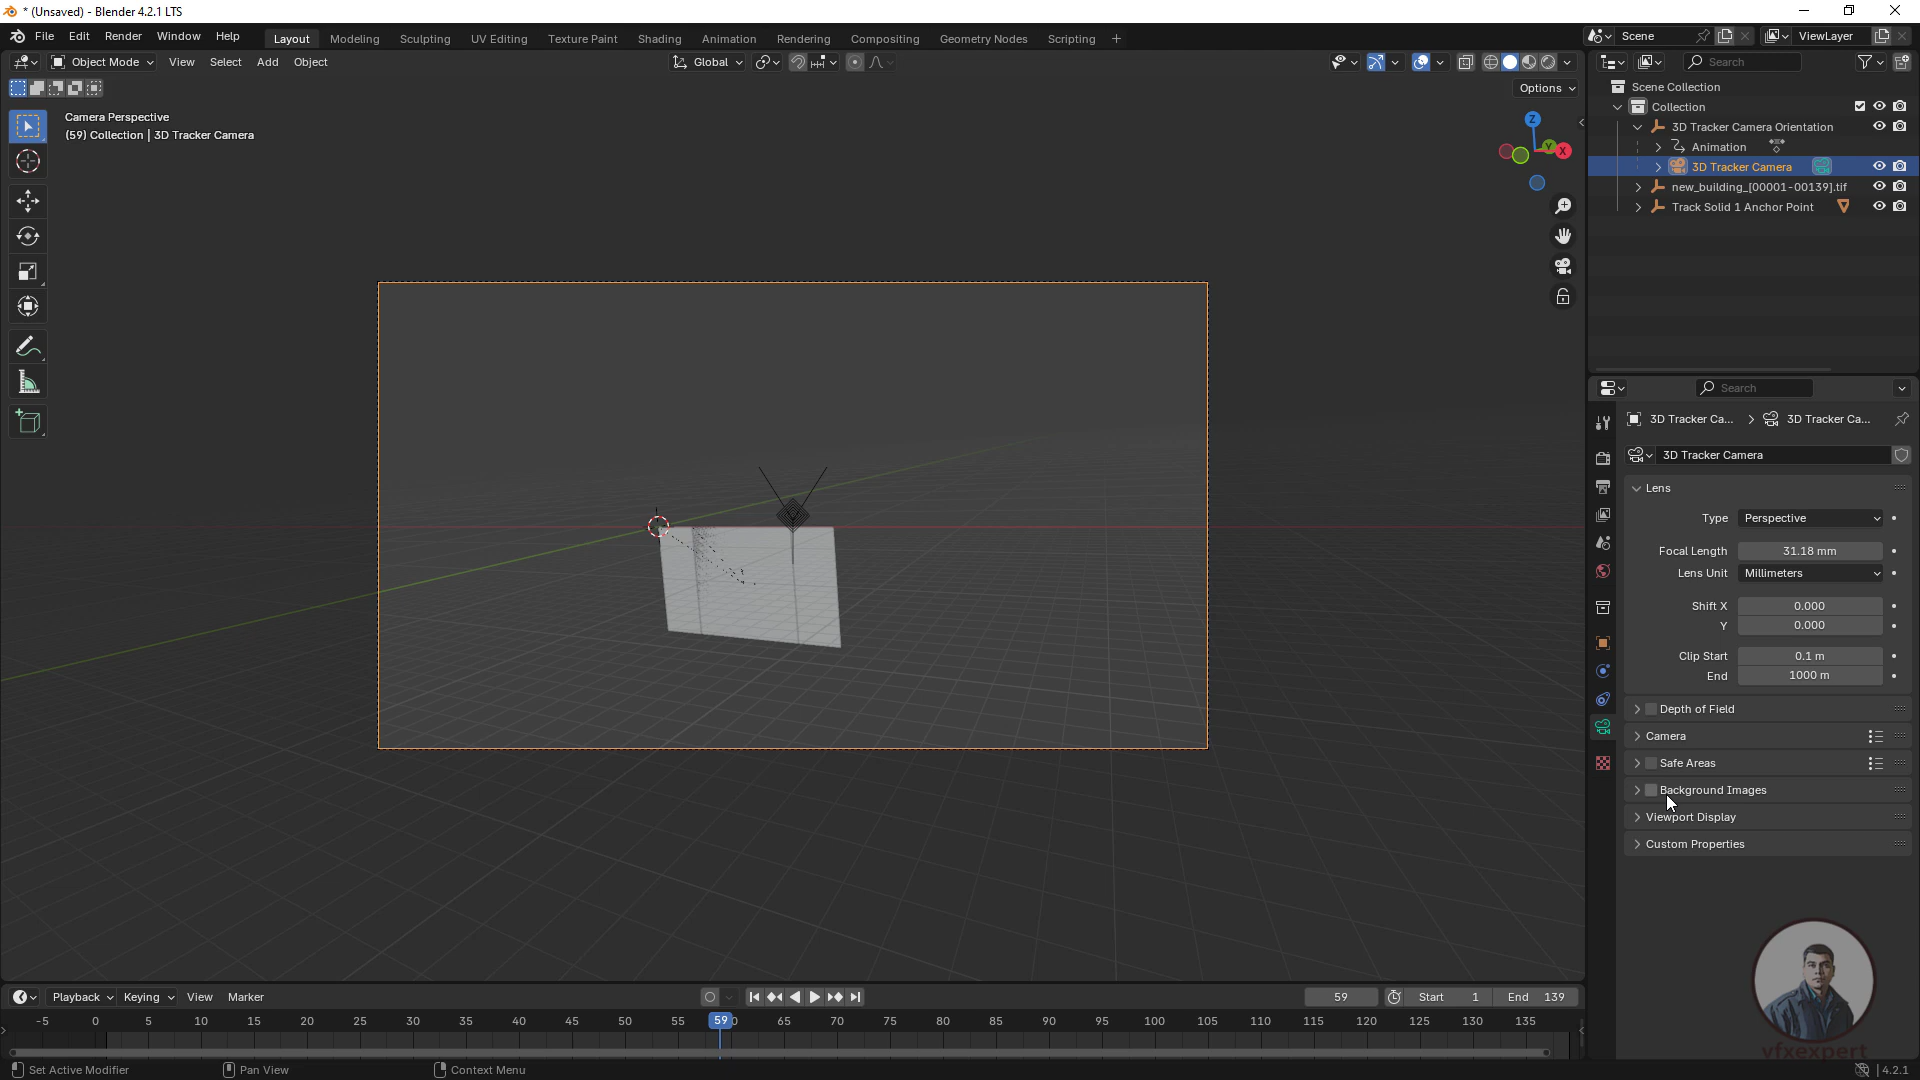 * (Unsaved) - Blender 4.2.1 LTS
File Edit Render Window Help Layout Modeling Sculpting UV Editing Texture Paint Shading Animation Rendering Compositing Geometry Nodes Scripting + Scene ViewLayer
Object Mode View Select Add Object Global Search
Options
Scene Collection
Collection
3D Tracker Camera Orientation
Animation
3D Tracker Camera
new_building_[00001-00139].tif
Track Solid 1 Anchor Point
Camera Perspective
(59) Collection | 3D Tracker Camera
Z
Y
X
Search
3D Tracker Ca... 3D Tracker Ca...
3D Tracker Camera
Lens
Type Perspective
Focal Length 31.18 mm
Lens Unit Millimeters
Shift X 0.000
Y 0.000
Clip Start 0.1 m
End 1000 m
Depth of Field
Camera
Safe Areas
Background Images
Viewport Display
Custom Properties
Playback Keying View Marker 59 Start 1 End 139
-5 0 5 10 15 20 25 30 35 40 45 50 55 59 65 70 75 80 85 90 95 100 105 110 115 120 125 130 135
vfxexpert
Set Active Modifier Pan View Context Menu 4.2.1